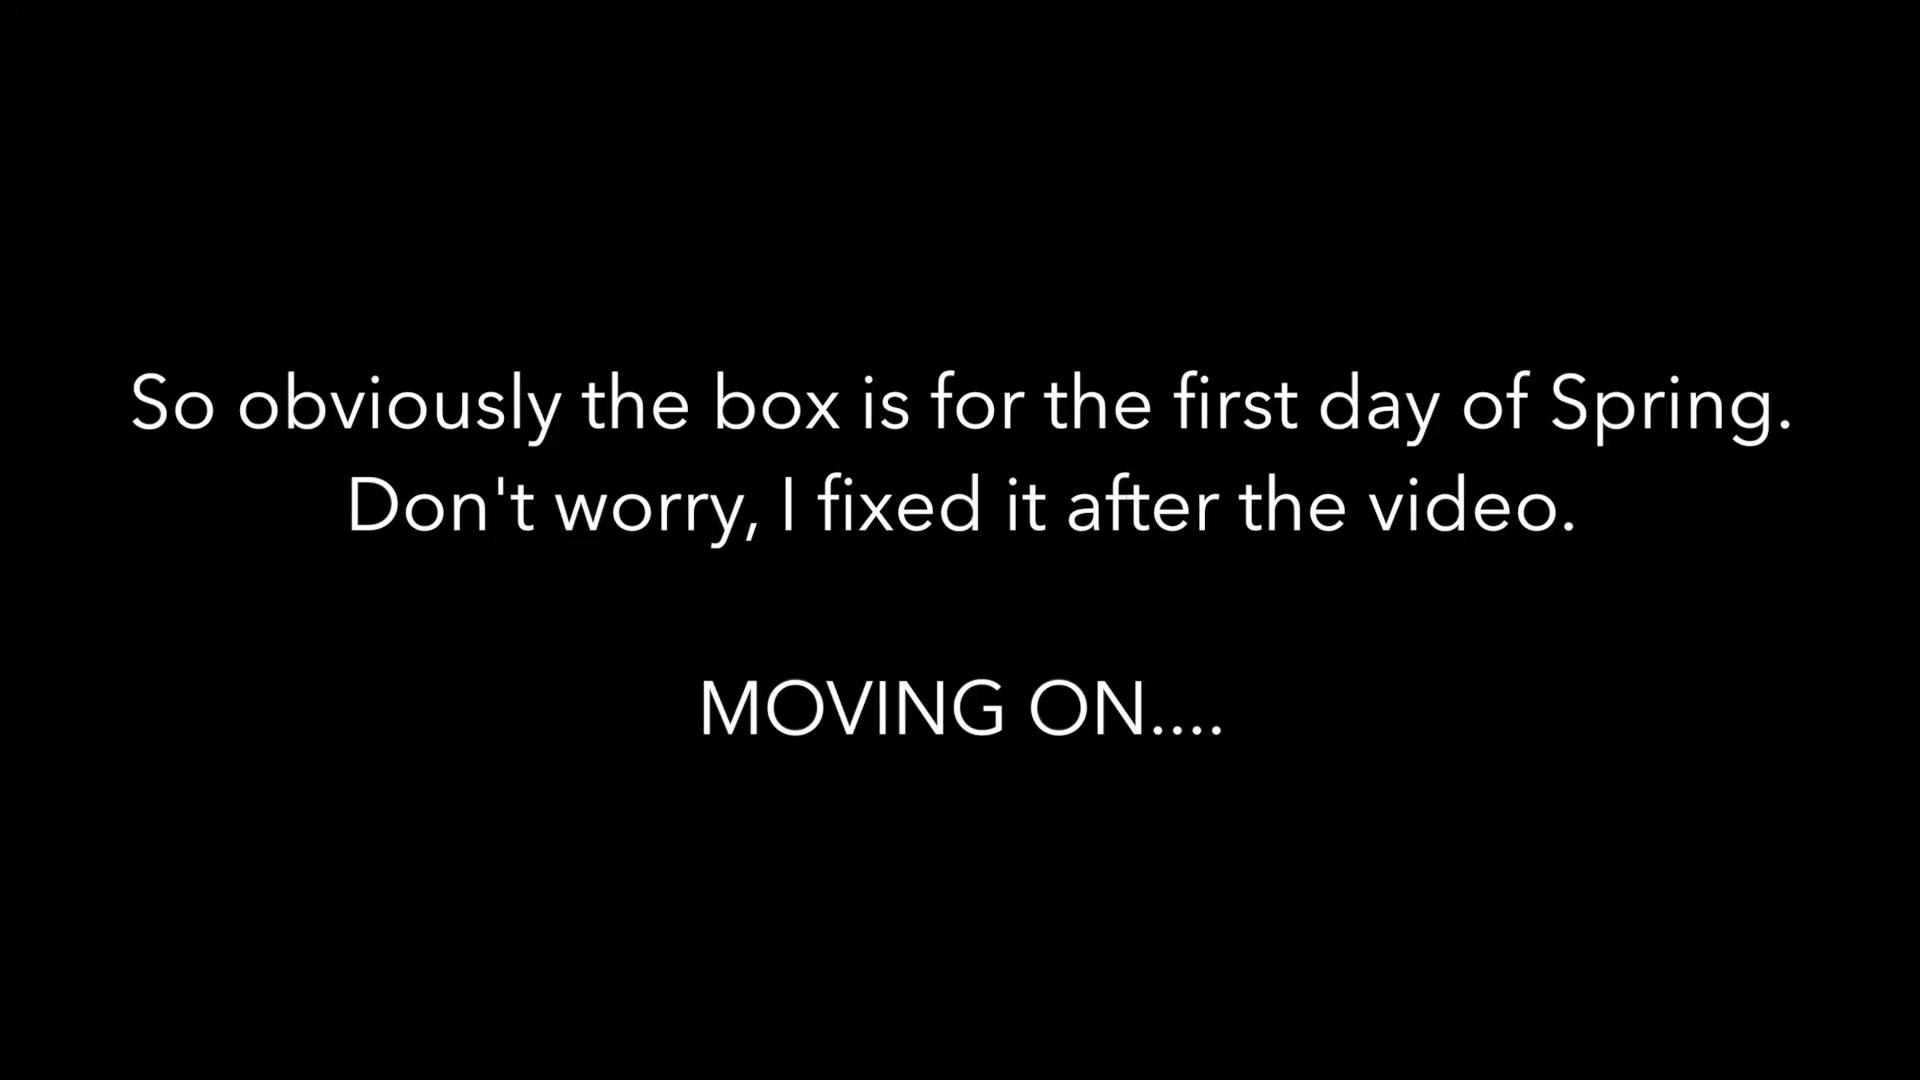 So obviously the box is for the first day of Spring.
Don't worry, I fixed it after the video.
MOVING ON....